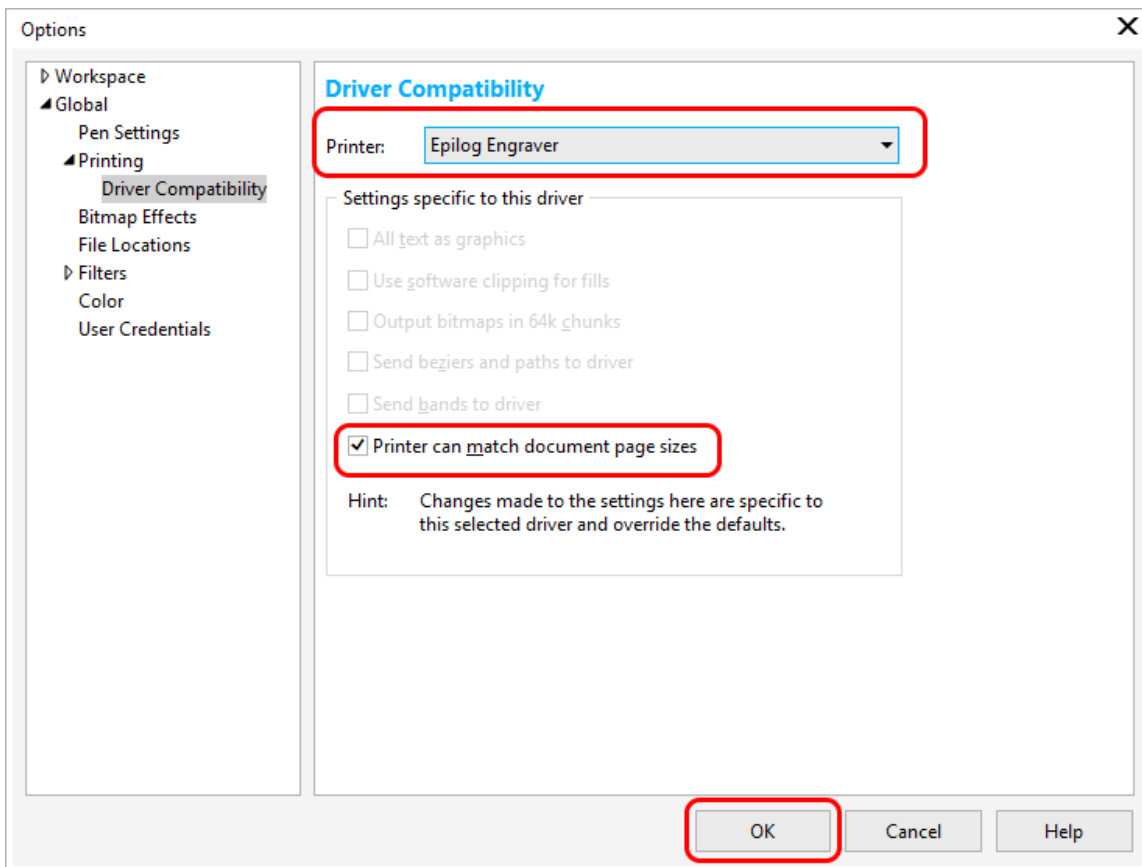 Options
Workspace
Global
Pen Settings
Printing
Driver Compatibility
Bitmap Effects
File Locations
Filters
Color
User Credentials
Driver Compatibility
Printer: Epilog Engraver
Settings specific to this driver
All text as graphics
Use software clipping for fills
Output bitmaps in 64k chunks
Send beziers and paths to driver
Send bands to driver
Printer can match document page sizes
Hint: Changes made to the settings here are specific to
this selected driver and override the defaults.
OK Cancel Help